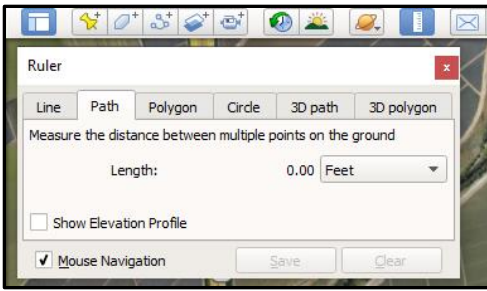 Ruler
x
Line Path Polygon Circle 3D path 3D polygon
Measure the distance between multiple points on the ground
Length: 0.00 Feet
Show Elevation Profile
Mouse Navigation Save Clear